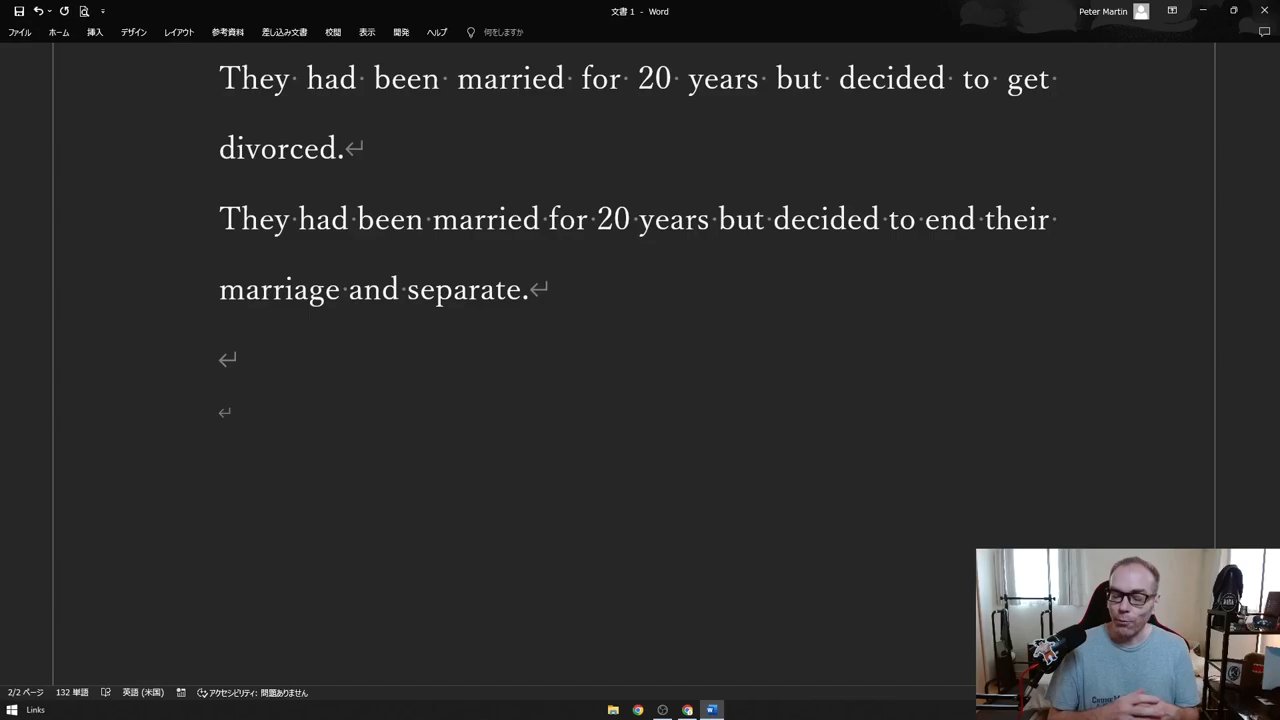 文書 1 - Word
Peter Martin
ファイル ホーム 挿入 デザイン レイアウト 参考資料 差し込み文書 校閲 表示 開発 ヘルプ 何をしますか
They had been married for 20 years but decided to get
divorced.
They had been married for 20 years but decided to end their
marriage and separate.
2/2 ページ 132 単語 英語 (米国) アクセシビリティ: 問題ありません
Links